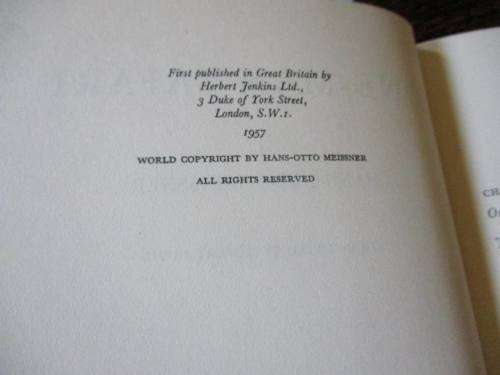 First published in Great Britain by
Herbert Jenkins Ltd.,
3 Duke of York Street,
London, S.W.1.
1957
WORLD COPYRIGHT BY HANS-OTTO MEISSNER
ALL RIGHTS RESERVED
CH